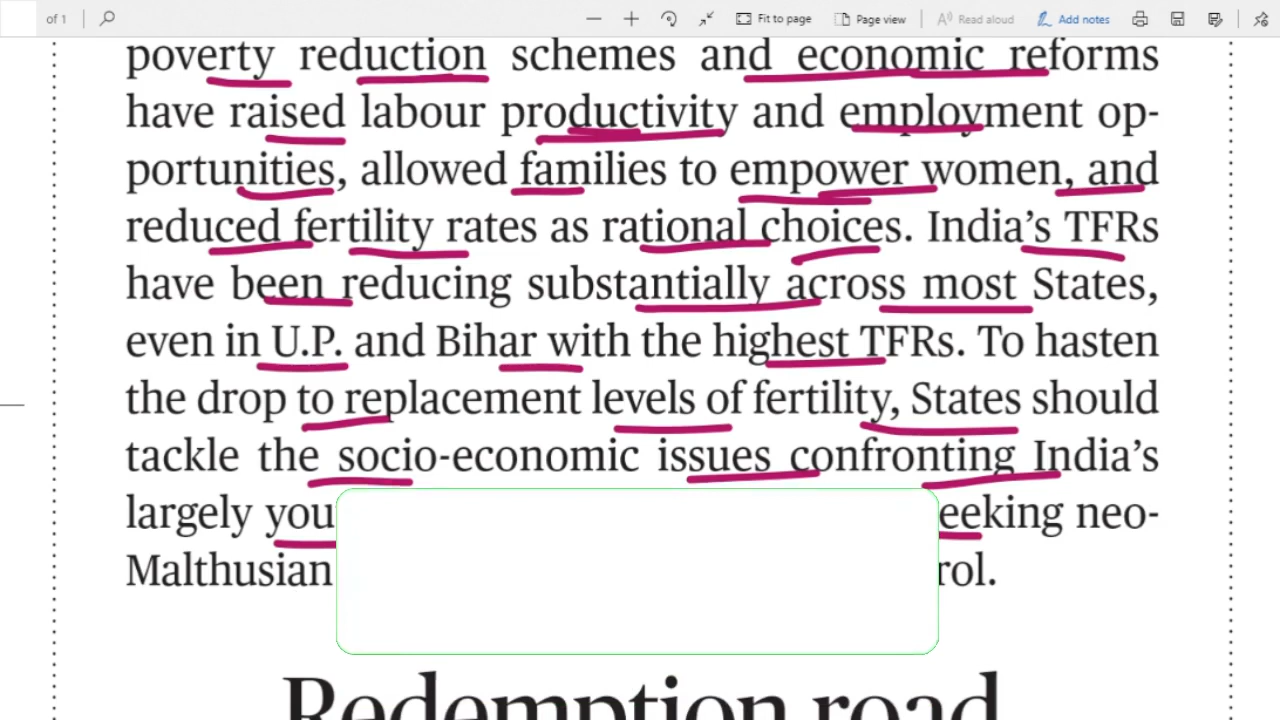 of 1 Fit to page Page view Read aloud Add notes
poverty reduction schemes and economic reforms
have raised labour productivity and employment op-
portunities, allowed families to empower women, and
reduced fertility rates as rational choices. India's TFRs
have been reducing substantially across most States,
even in U.P. and Bihar with the highest TFRs. To hasten
the drop to replacement levels of fertility, States should
tackle the socio-economic issues confronting India's
largely neo-
Malthusian
Redemption road